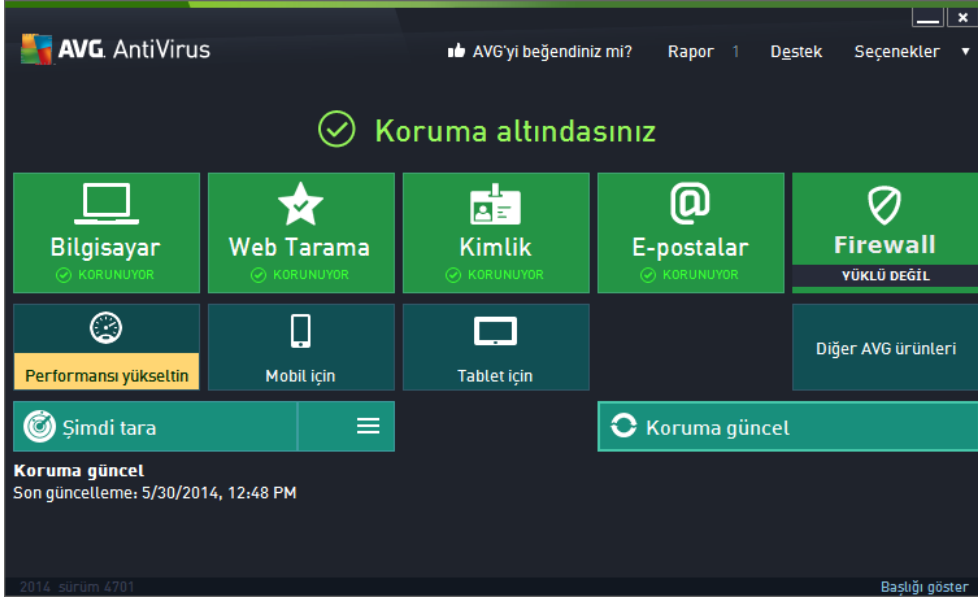 AVG. AntiVirus
AVG'yi beğendiniz mi? Rapor 1 Destek Seçenekler
Koruma altındasınız
Bilgisayar
KORUNUYOR
Web Tarama
KORUNUYOR
Kimlik
KORUNUYOR
E-postalar
KORUNUYOR
Firewall
YÜKLÜ DEĞİL
Performansı yükseltin
Mobil için
Tablet için
Diğer AVG ürünleri
Şimdi tara
Koruma güncel
Koruma güncel
Son güncelleme: 5/30/2014, 12:48 PM
2014 sürüm 4701
Başlığı göster